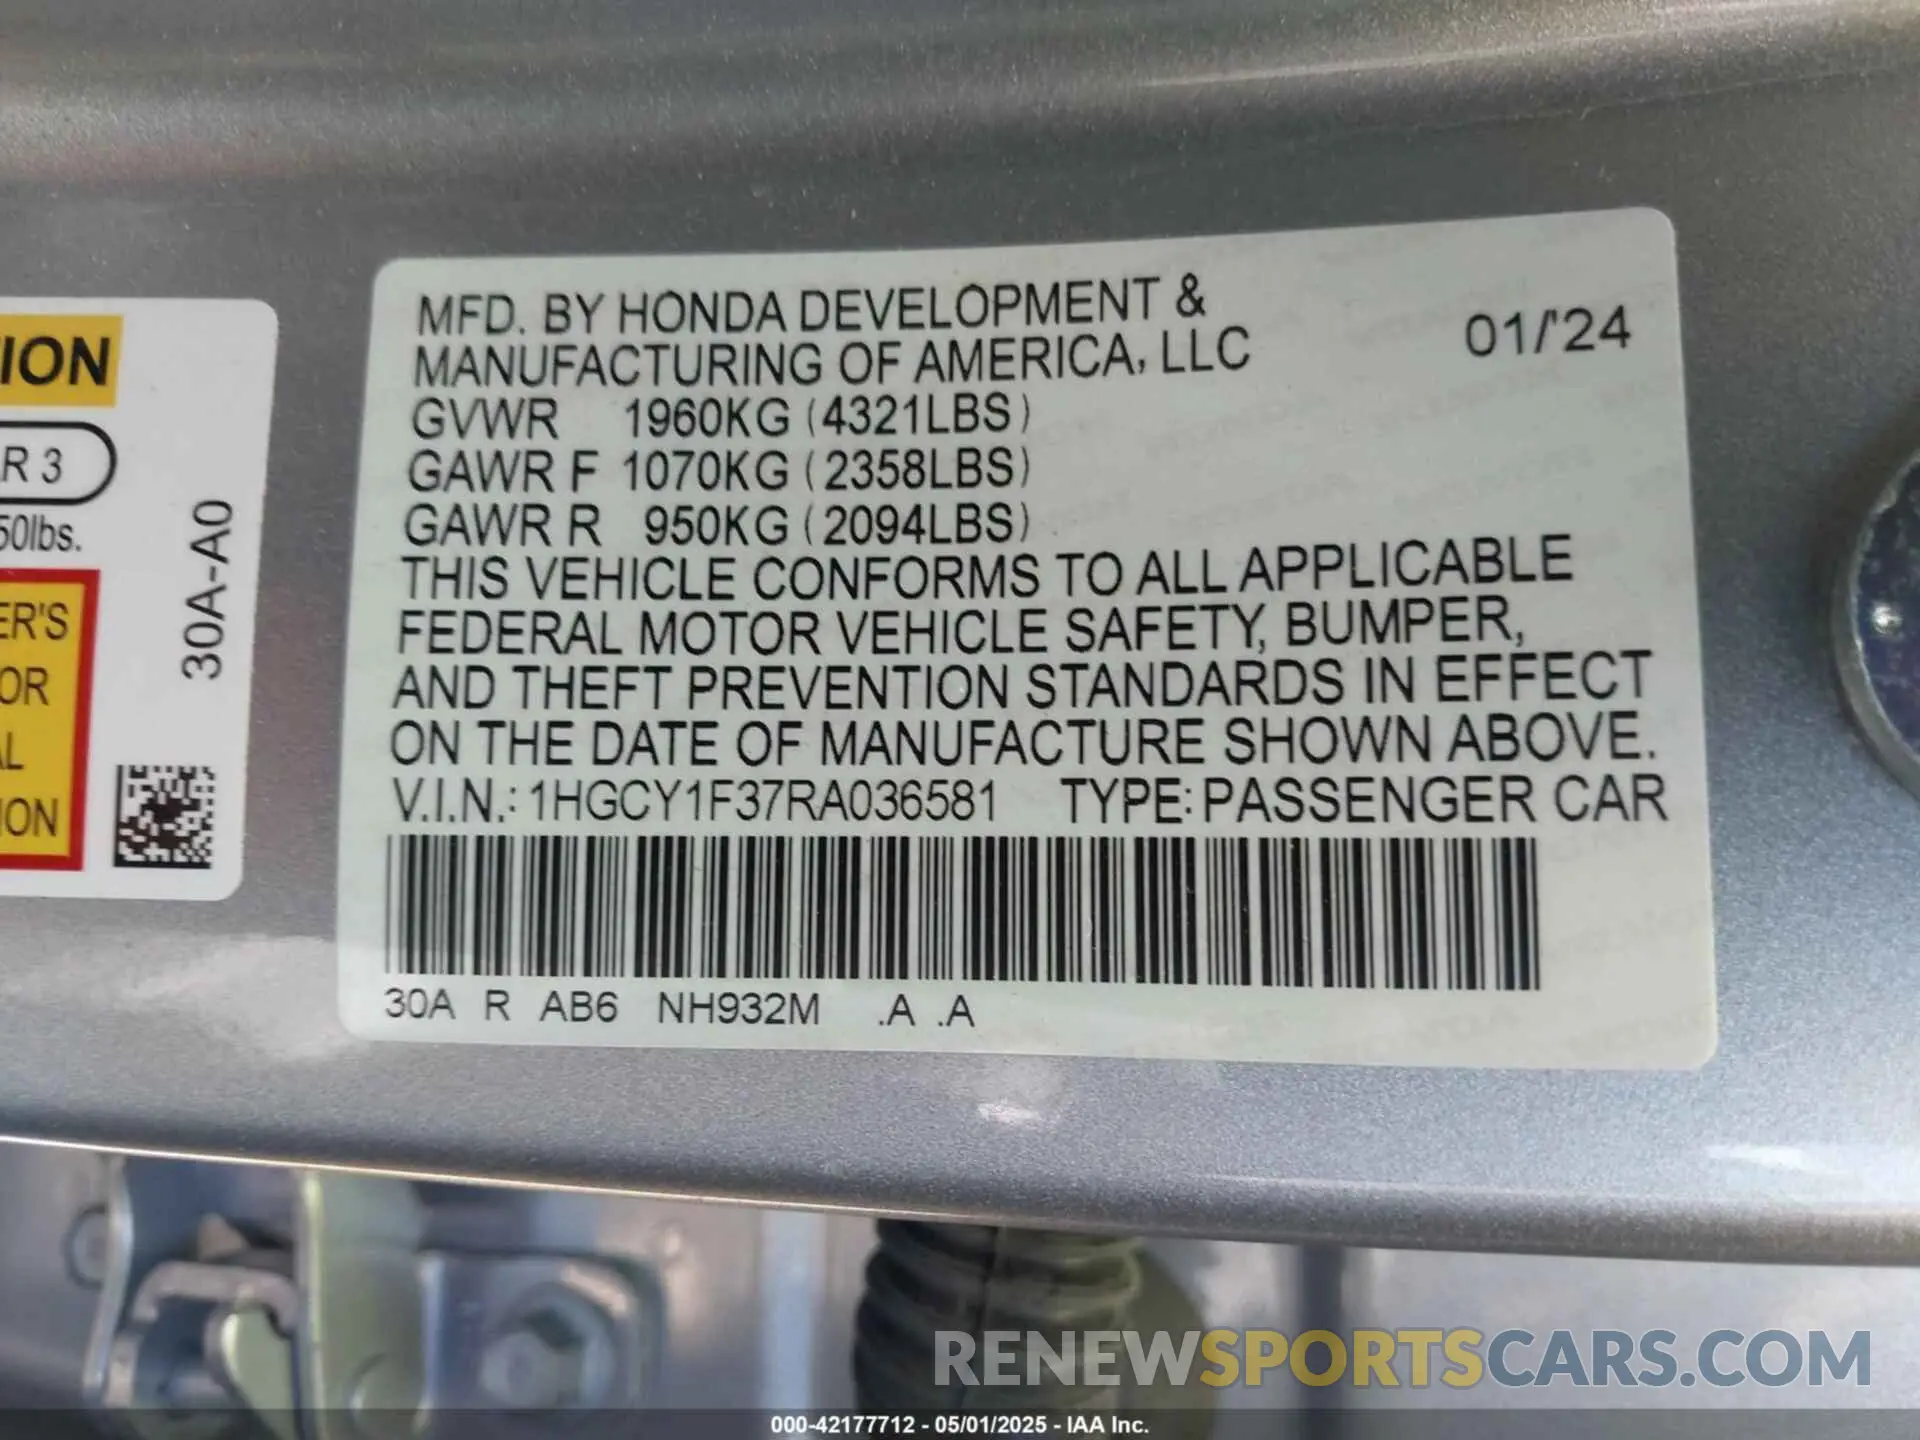 MFD. BY HONDA DEVELOPMENT &
MANUFACTURING OF AMERICA, LLC
01/'24
GVWR 1960KG (4321LBS)
GAWR F 1070KG (2358LBS)
GAWR R 950KG (2094LBS)
THIS VEHICLE CONFORMS TO ALL APPLICABLE
FEDERAL MOTOR VEHICLE SAFETY, BUMPER,
AND THEFT PREVENTION STANDARDS IN EFFECT
ON THE DATE OF MANUFACTURE SHOWN ABOVE.
V.I.N.: 1HGCY1F37RA036581 TYPE: PASSENGER CAR
30A R AB6 NH932M .A .A
TION
AR 3
50lbs.
ER'S
OR
AL
ION
30A-A0
RENEWSPORTSCARS.COM
000-42177712 - 05/01/2025 - IAA Inc.